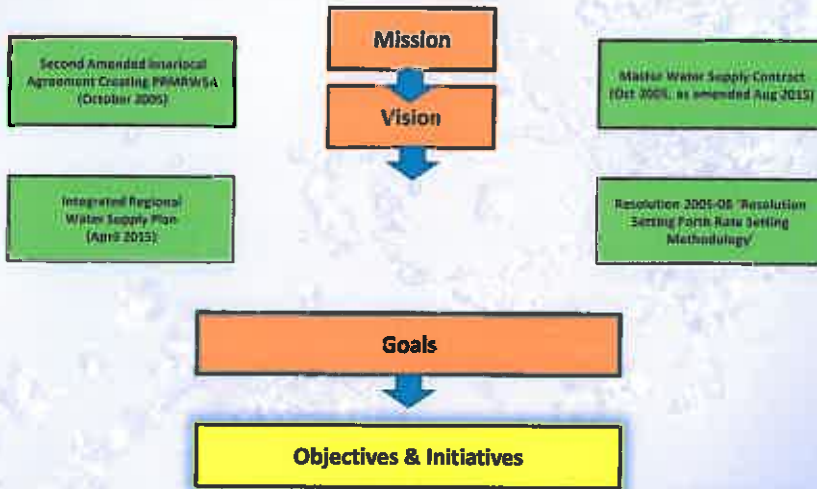 Mission
Second Amended Interlocal
Agreement Creating PRMRWSA
(October 2005)
Master Water Supply Contract
(Oct 2005, as amended Aug 2015)
Vision
Integrated Regional
Water Supply Plan
(April 2015)
Resolution 2005-08 'Resolution
Setting Forth Rate Setting
Methodology'
Goals
Objectives & Initiatives